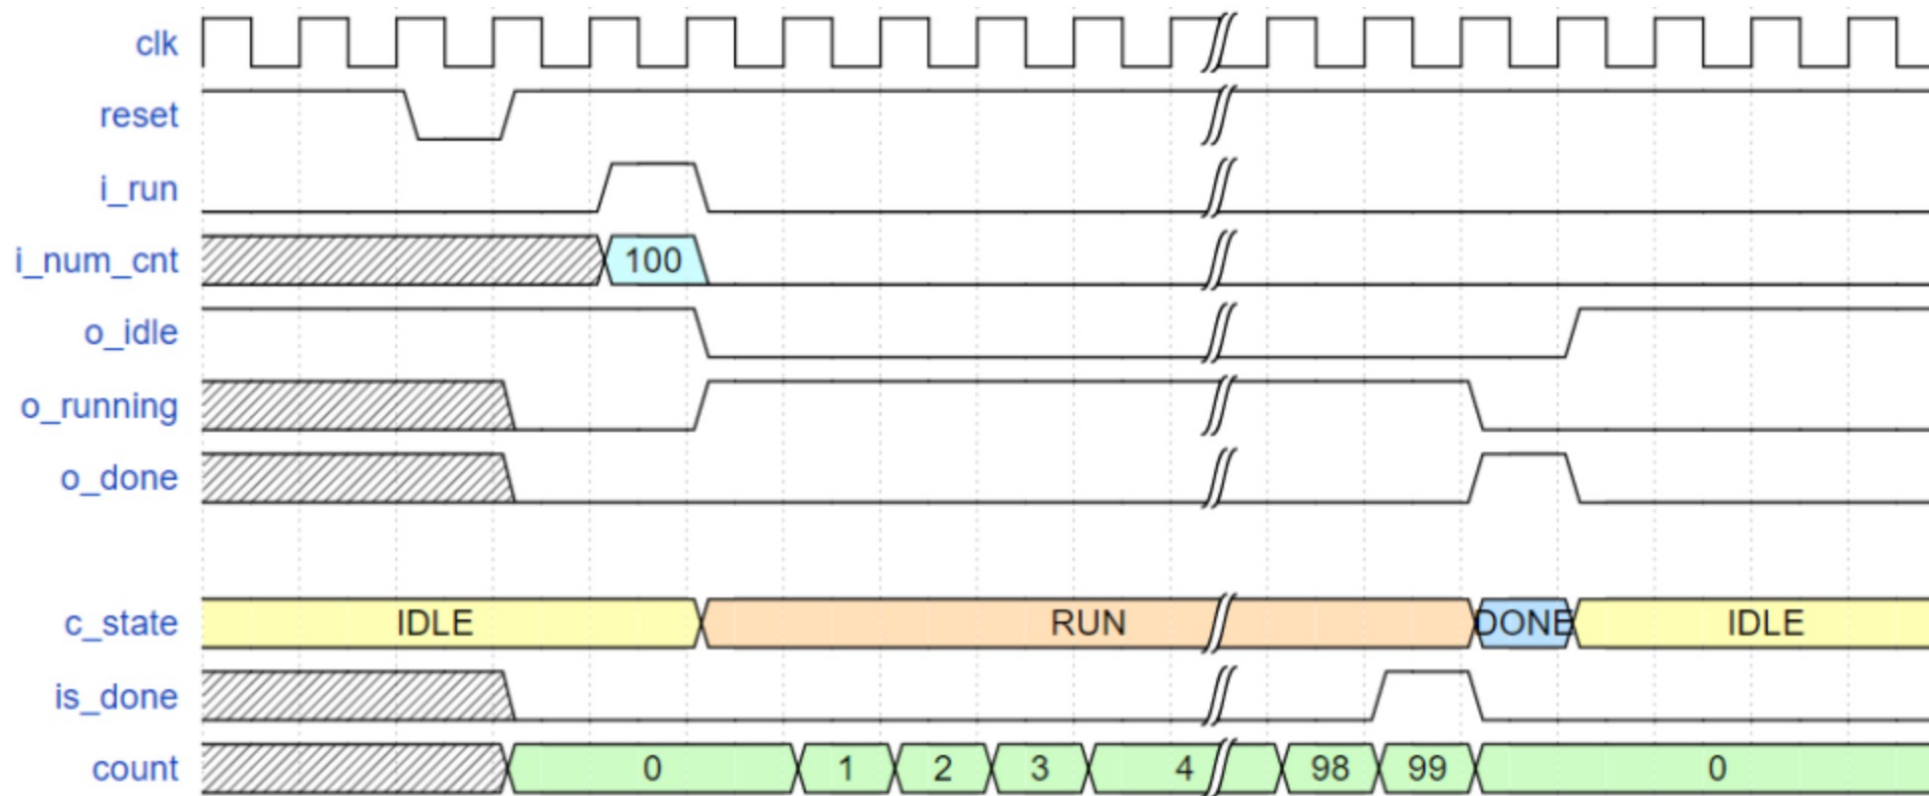 clk
reset
i_run
i_num_cnt 100
o_idle
o_running
o_done
c_state IDLE RUN DONE IDLE
is_done
count 0 1 2 3 4 98 99 0